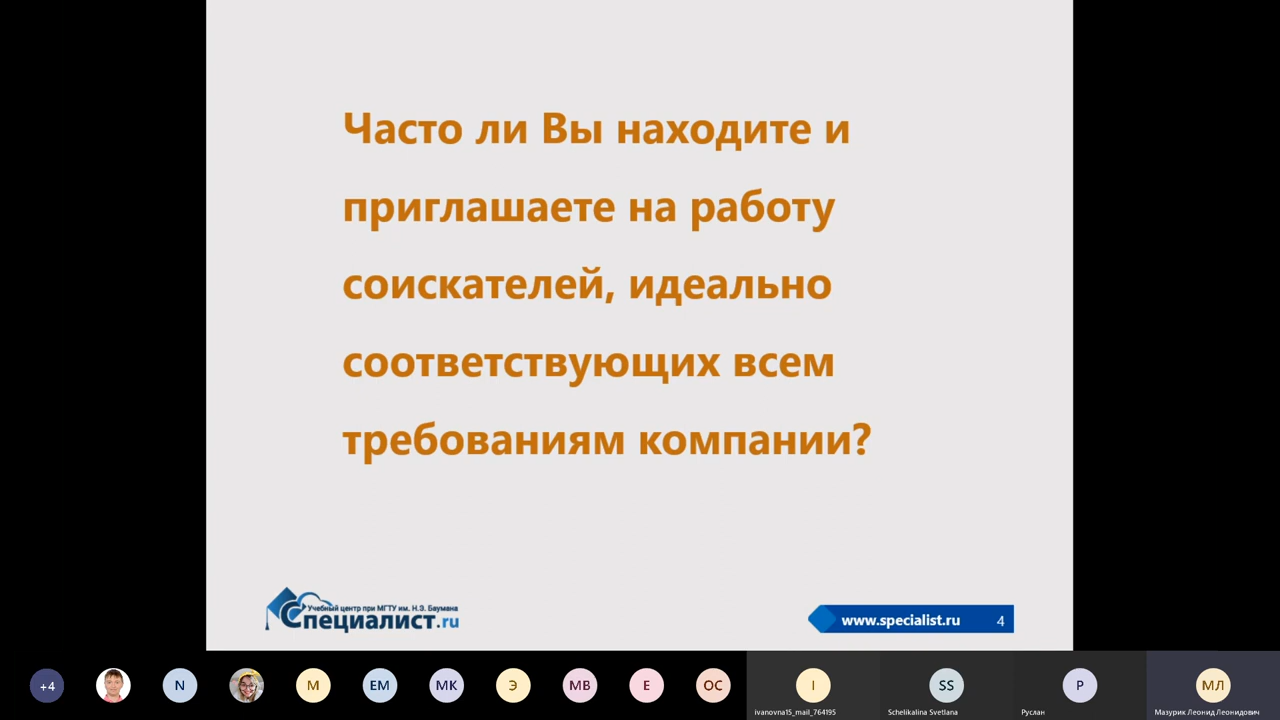 Часто ли Вы находите и
приглашаете на работу
соискателей, идеально
соответствующих всем
требованиям компании?
Учебный центр при МГТУ им. Н.Э. Баумана
Специалист.ru
www.specialist.ru 4
+4 N М ЕМ МК Э МВ Е ОС I SS Р МЛ
ivanovna15_mail_764195 Schelikalina Svetlana Руслан Мазурик Леонид Леонидович